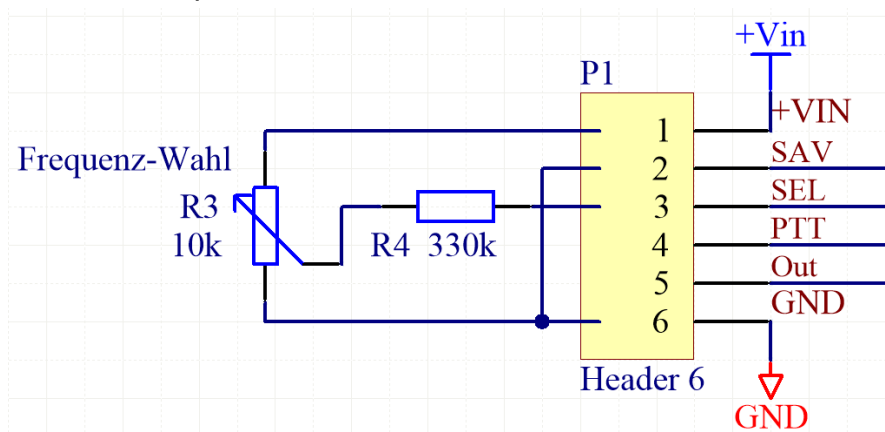 +Vin
P1
+VIN
1
Frequenz-Wahl
SAV
2
R3
SEL
3
10k
R4 330k
PTT
4
Out
5
GND
6
Header 6
GND